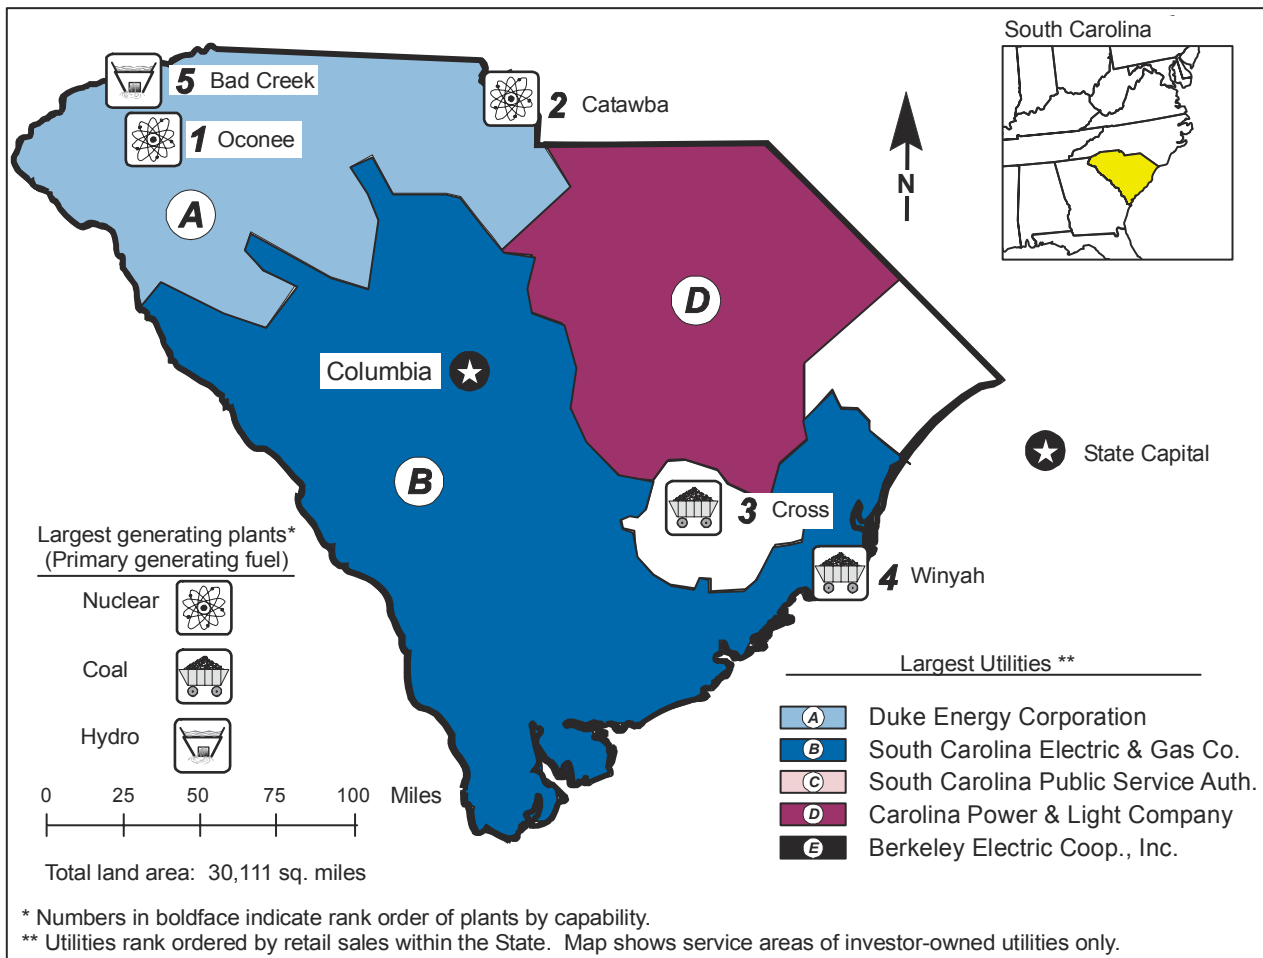 South Carolina
5 Bad Creek
1 Oconee
2 Catawba
N
A
D
Columbia
State Capital
B
3 Cross
4 Winyah
Largest generating plants*
(Primary generating fuel)
Nuclear
Coal
Hydro
0 25 50 75 100 Miles
Total land area: 30,111 sq. miles
Largest Utilities **
A Duke Energy Corporation
B South Carolina Electric & Gas Co.
C South Carolina Public Service Auth.
D Carolina Power & Light Company
E Berkeley Electric Coop., Inc.
* Numbers in boldface indicate rank order of plants by capability.
** Utilities rank ordered by retail sales within the State. Map shows service areas of investor-owned utilities only.